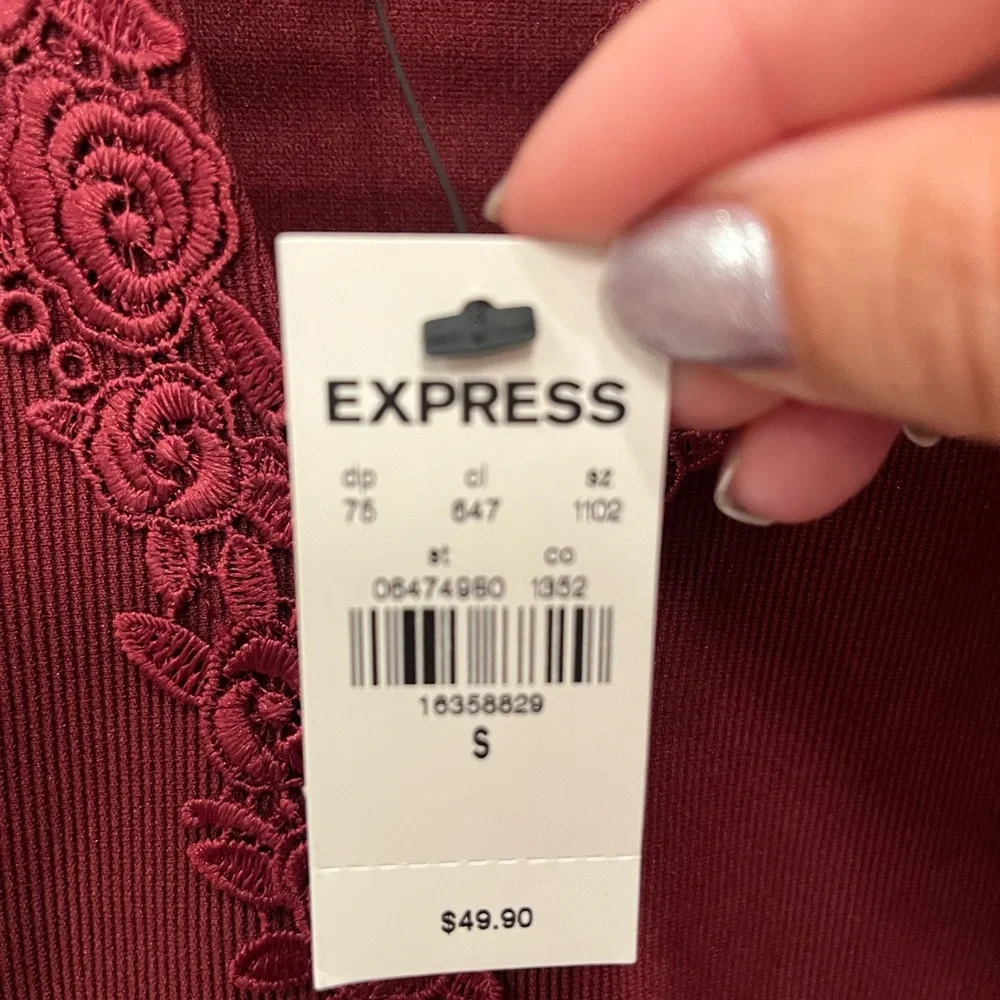 EXPRESS
dp cl sz
75 647 1102
st co
06474960 1352
16358829
S
$49.90